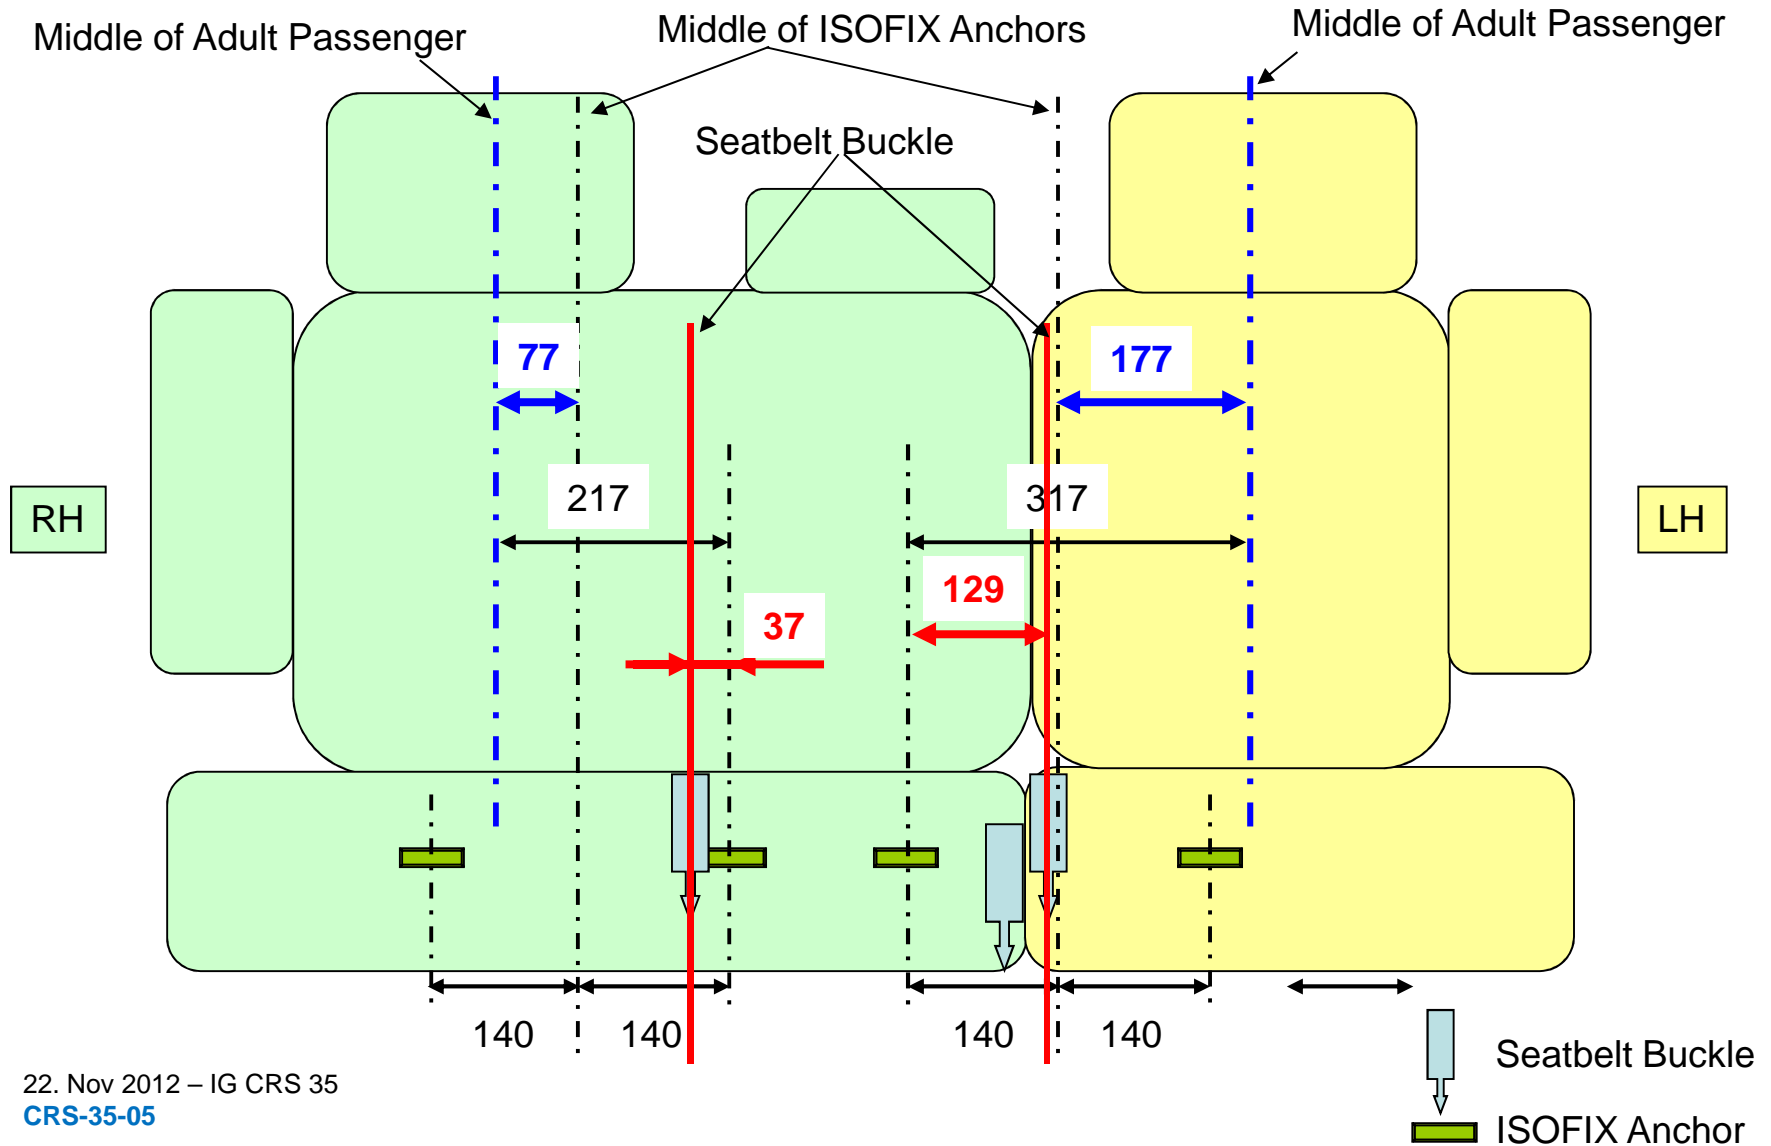 Middle of Adult Passenger
Middle of ISOFIX Anchors
Middle of Adult Passenger
Seatbelt Buckle
77
177
217
317
RH
LH
129
37
140
140
140
140
Seatbelt Buckle
ISOFIX Anchor
22. Nov 2012 – IG CRS 35
CRS-35-05